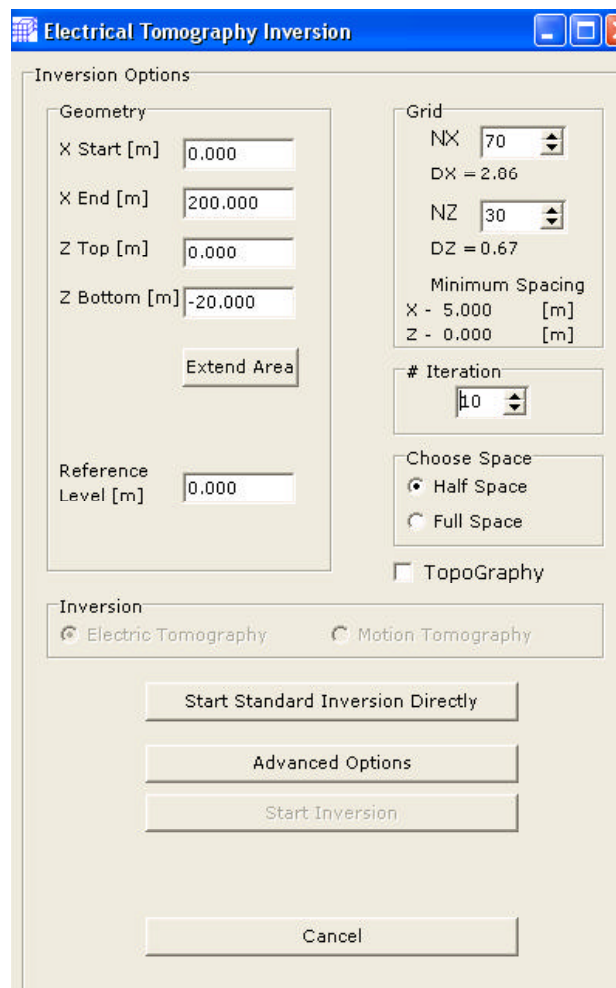 Electrical Tomography Inversion
Inversion Options
Geometry
X Start [m] 0.000
X End [m] 200.000
Z Top [m] 0.000
Z Bottom [m] -20.000
Extend Area
Reference
Level [m] 0.000
Grid
NX 70
DX = 2.86
NZ 30
DZ = 0.67
Minimum Spacing
X - 5.000 [m]
Z - 0.000 [m]
# Iteration
10
Choose Space
Half Space
Full Space
TopoGraphy
Inversion
Electric Tomography Motion Tomography
Start Standard Inversion Directly
Advanced Options
Start Inversion
Cancel